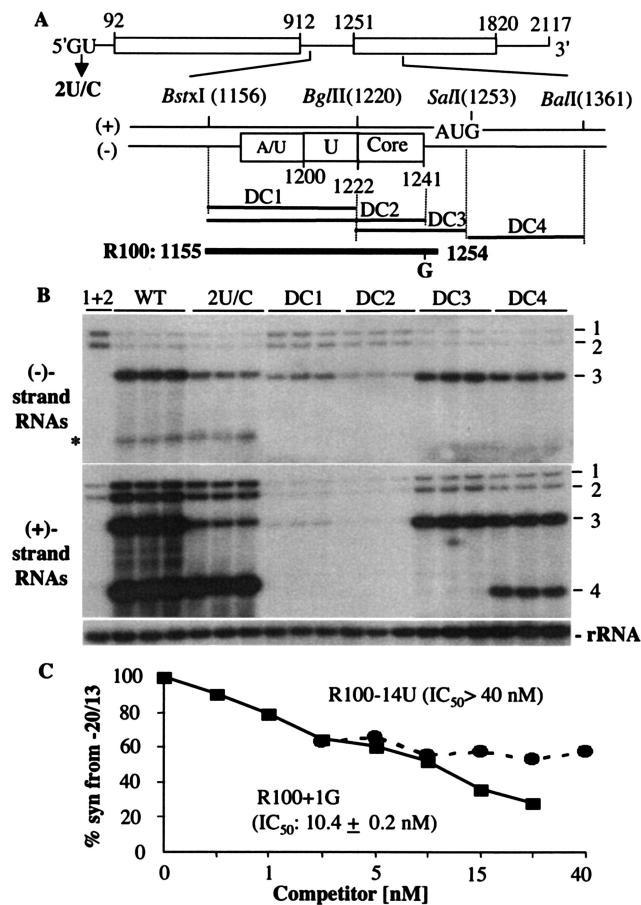 A
92 912 1251 1820 2117
5'GU 3'
2U/C
BstxI (1156) BglII(1220) SalI(1253) BalI(1361)
(+) AUG
(-) A/U U Core
1200 1222 1241
DC1 DC2 DC3 DC4
R100: 1155 1254
G
B
1+2 WT 2U/C DC1 DC2 DC3 DC4
(-)-strand RNAs
- 1
- 2
- 3
*
(+)-strand RNAs
- 1
- 2
- 3
- 4
- rRNA
C
% syn from -20/13
100
80
60
40
20
0
R100-14U (IC50> 40 nM)
R100+1G
(IC50: 10.4 ± 0.2 nM)
0 1 5 15 40
Competitor [nM]